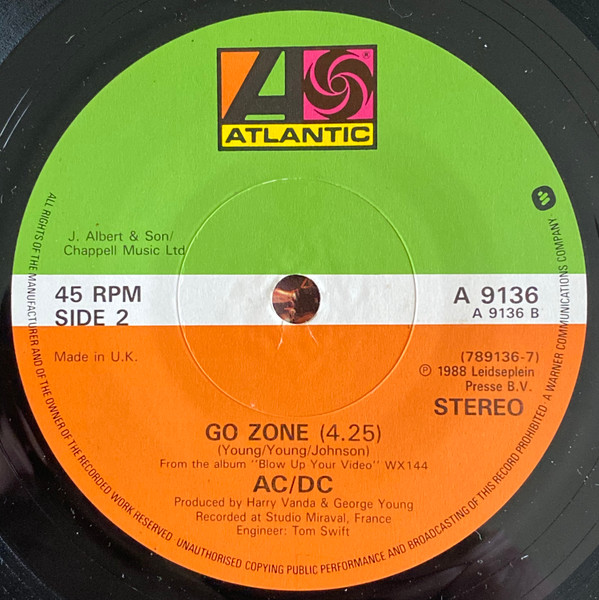 ®
ATLANTIC
J. Albert & Son/
Chappell Music Ltd
45 RPM
SIDE 2
A 9136
A 9136 B
Made in U.K.
(789136-7)
℗ 1988 Leidseplein
Presse B.V.
STEREO
GO ZONE (4.25)
(Young/Young/Johnson)
From the album "Blow Up Your Video" WX144
AC/DC
Produced by Harry Vanda & George Young
Recorded at Studio Miraval, France
Engineer: Tom Swift
ALL RIGHTS OF THE MANUFACTURER AND OF THE OWNER OF THE RECORDED WORK RESERVED UNAUTHORISED COPYING PUBLIC PERFORMANCE AND BROADCASTING OF THIS RECORD PROHIBITED. A WARNER COMMUNICATIONS COMPANY